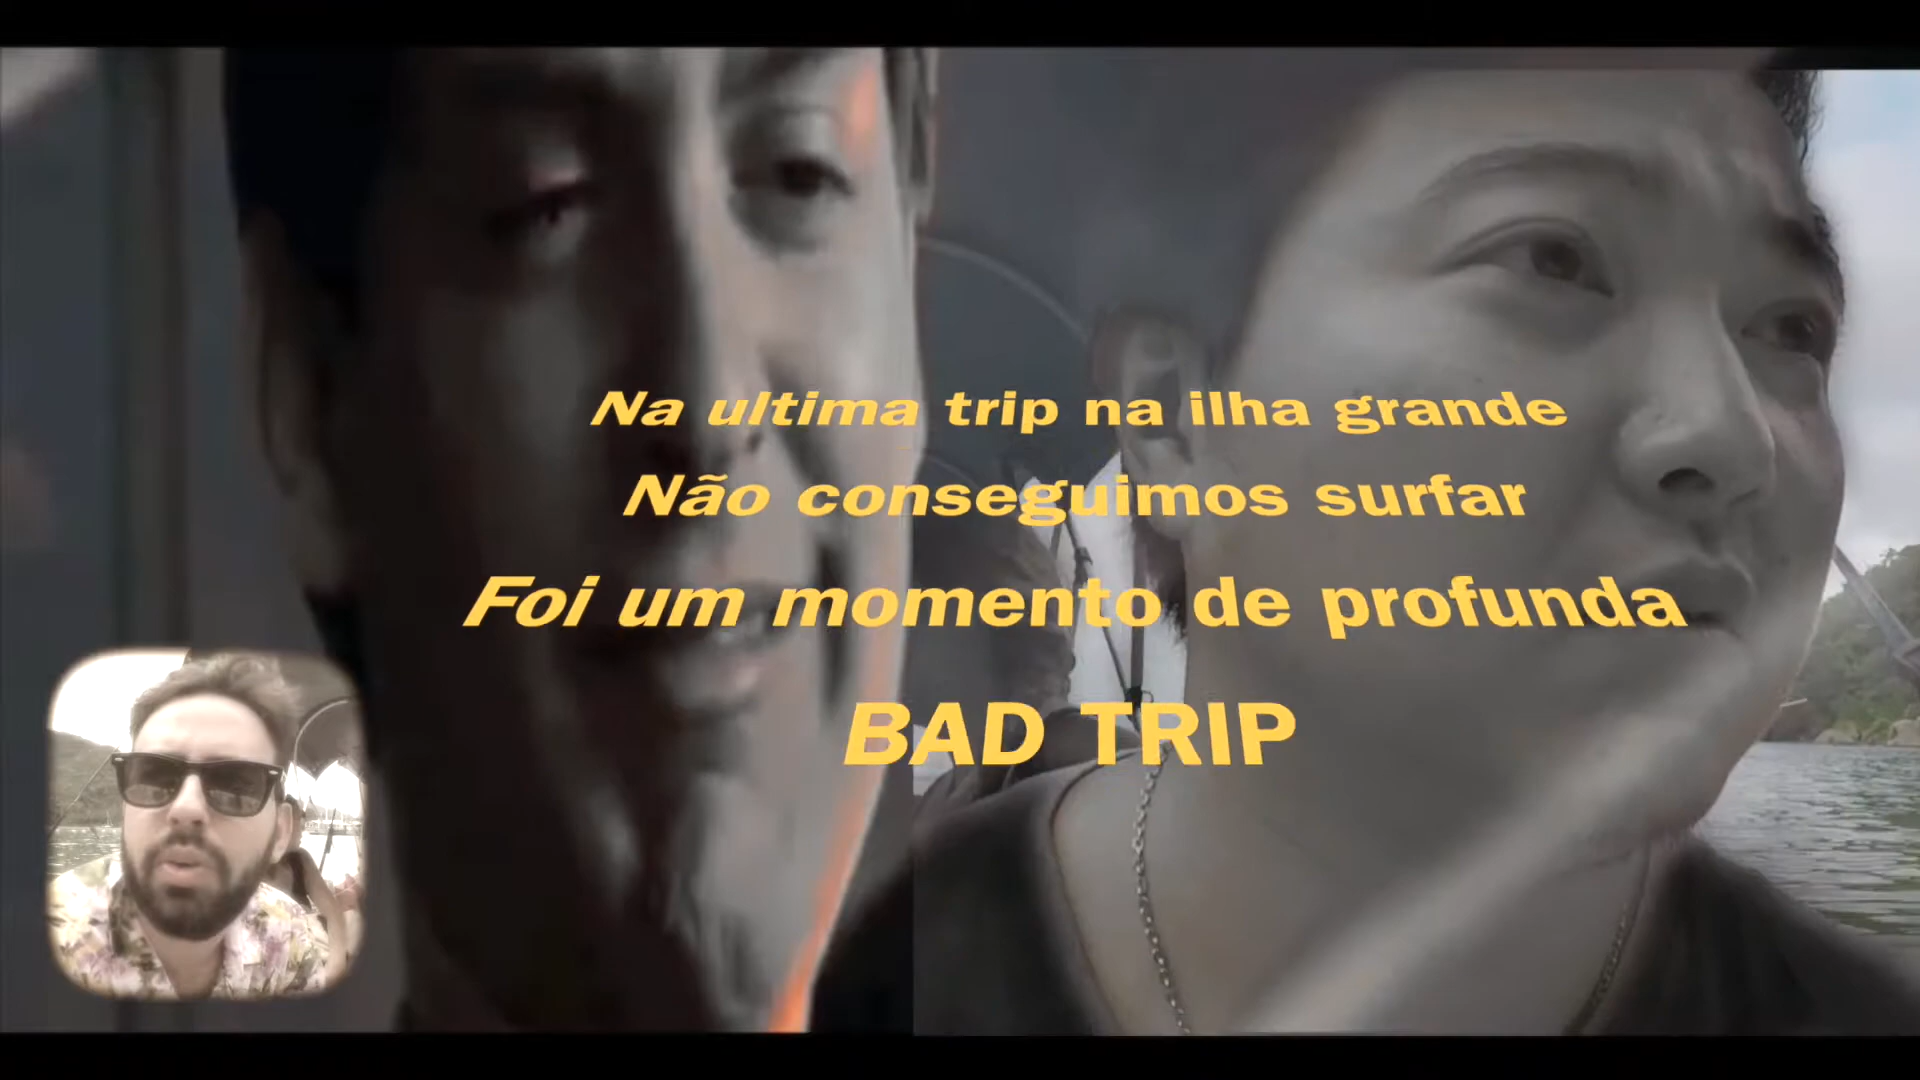 Na ultima trip na ilha grande
Não conseguimos surfar
Foi um momento de profunda
BAD TRIP